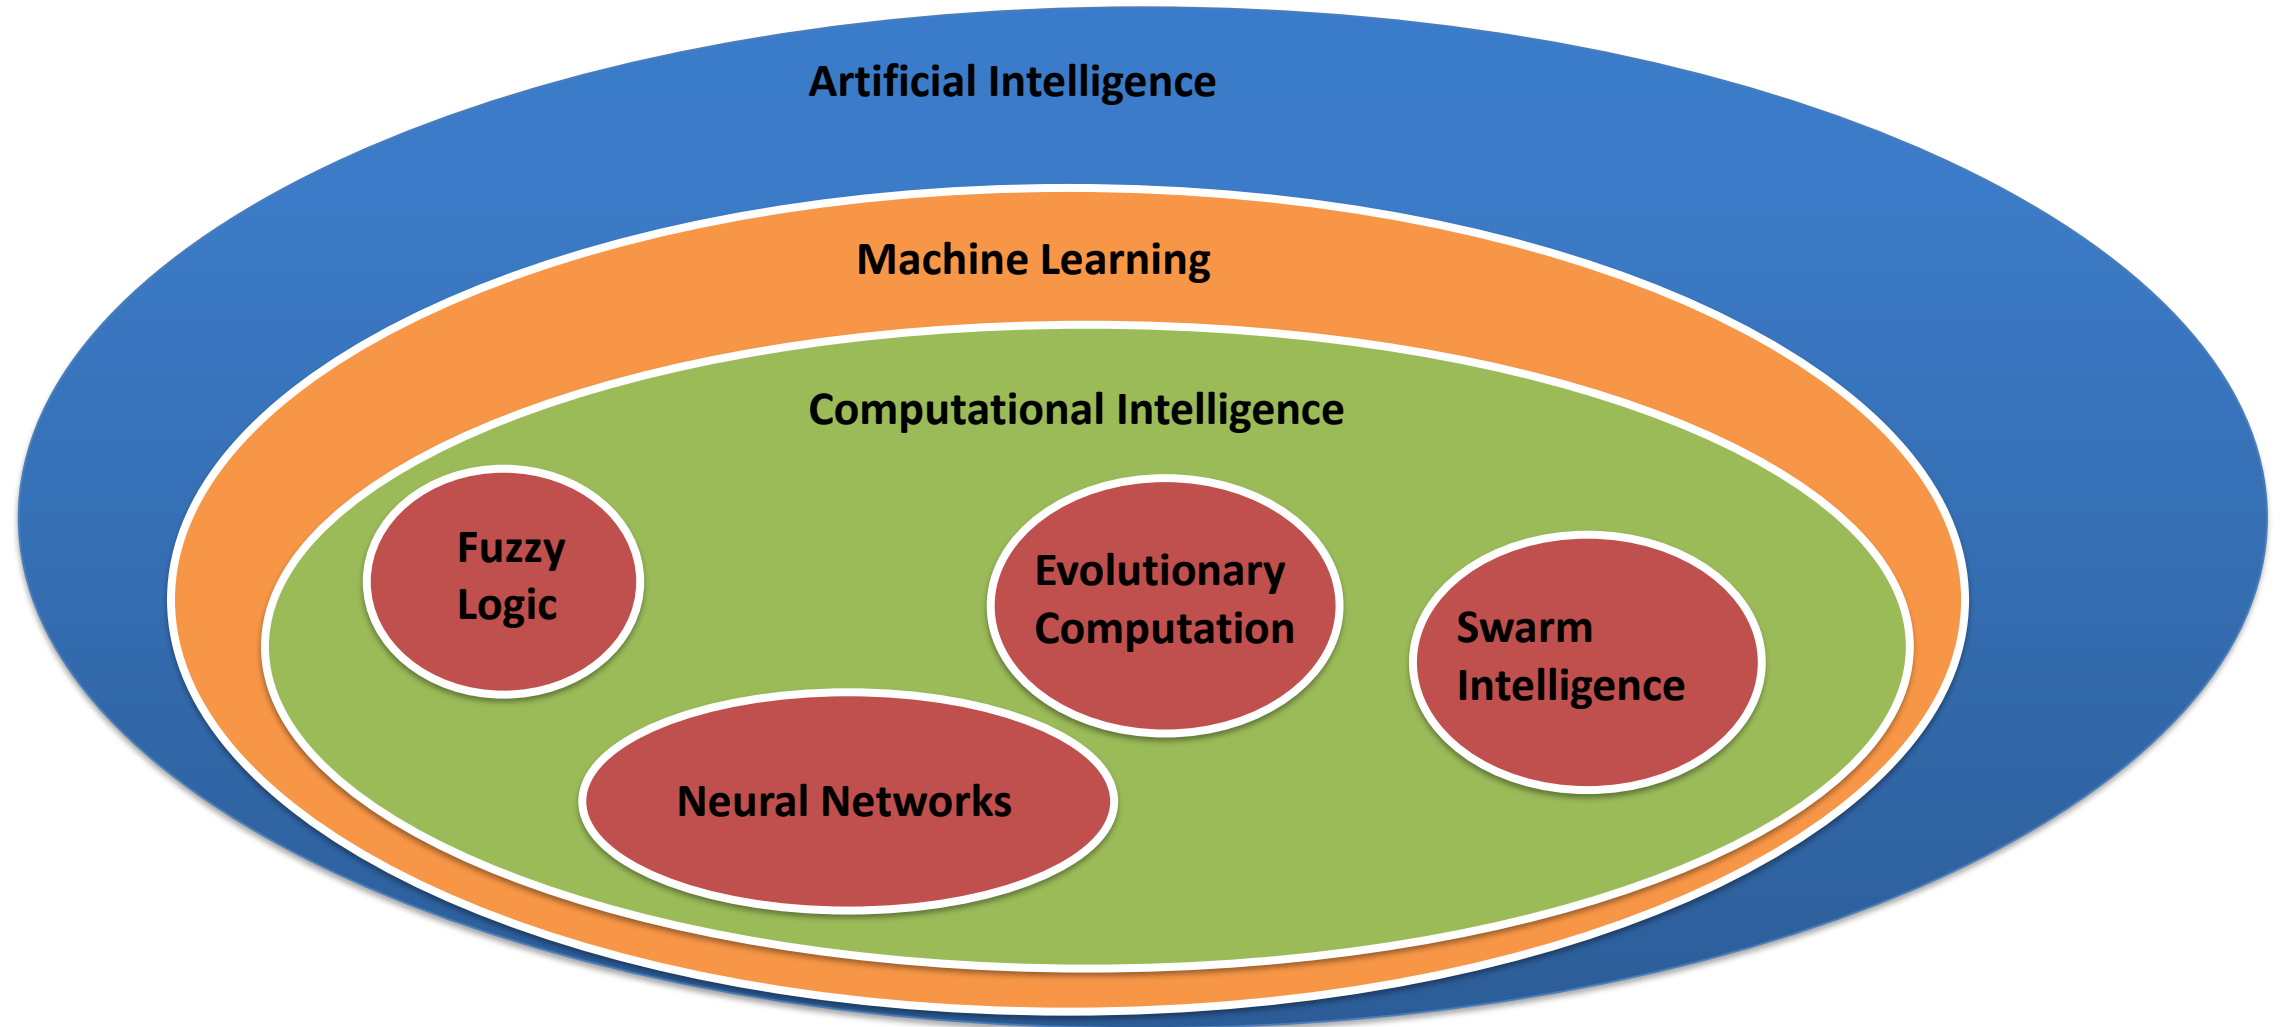 Artificial Intelligence
Machine Learning
Computational Intelligence
Fuzzy
Logic
Evolutionary
Computation
Swarm
Intelligence
Neural Networks